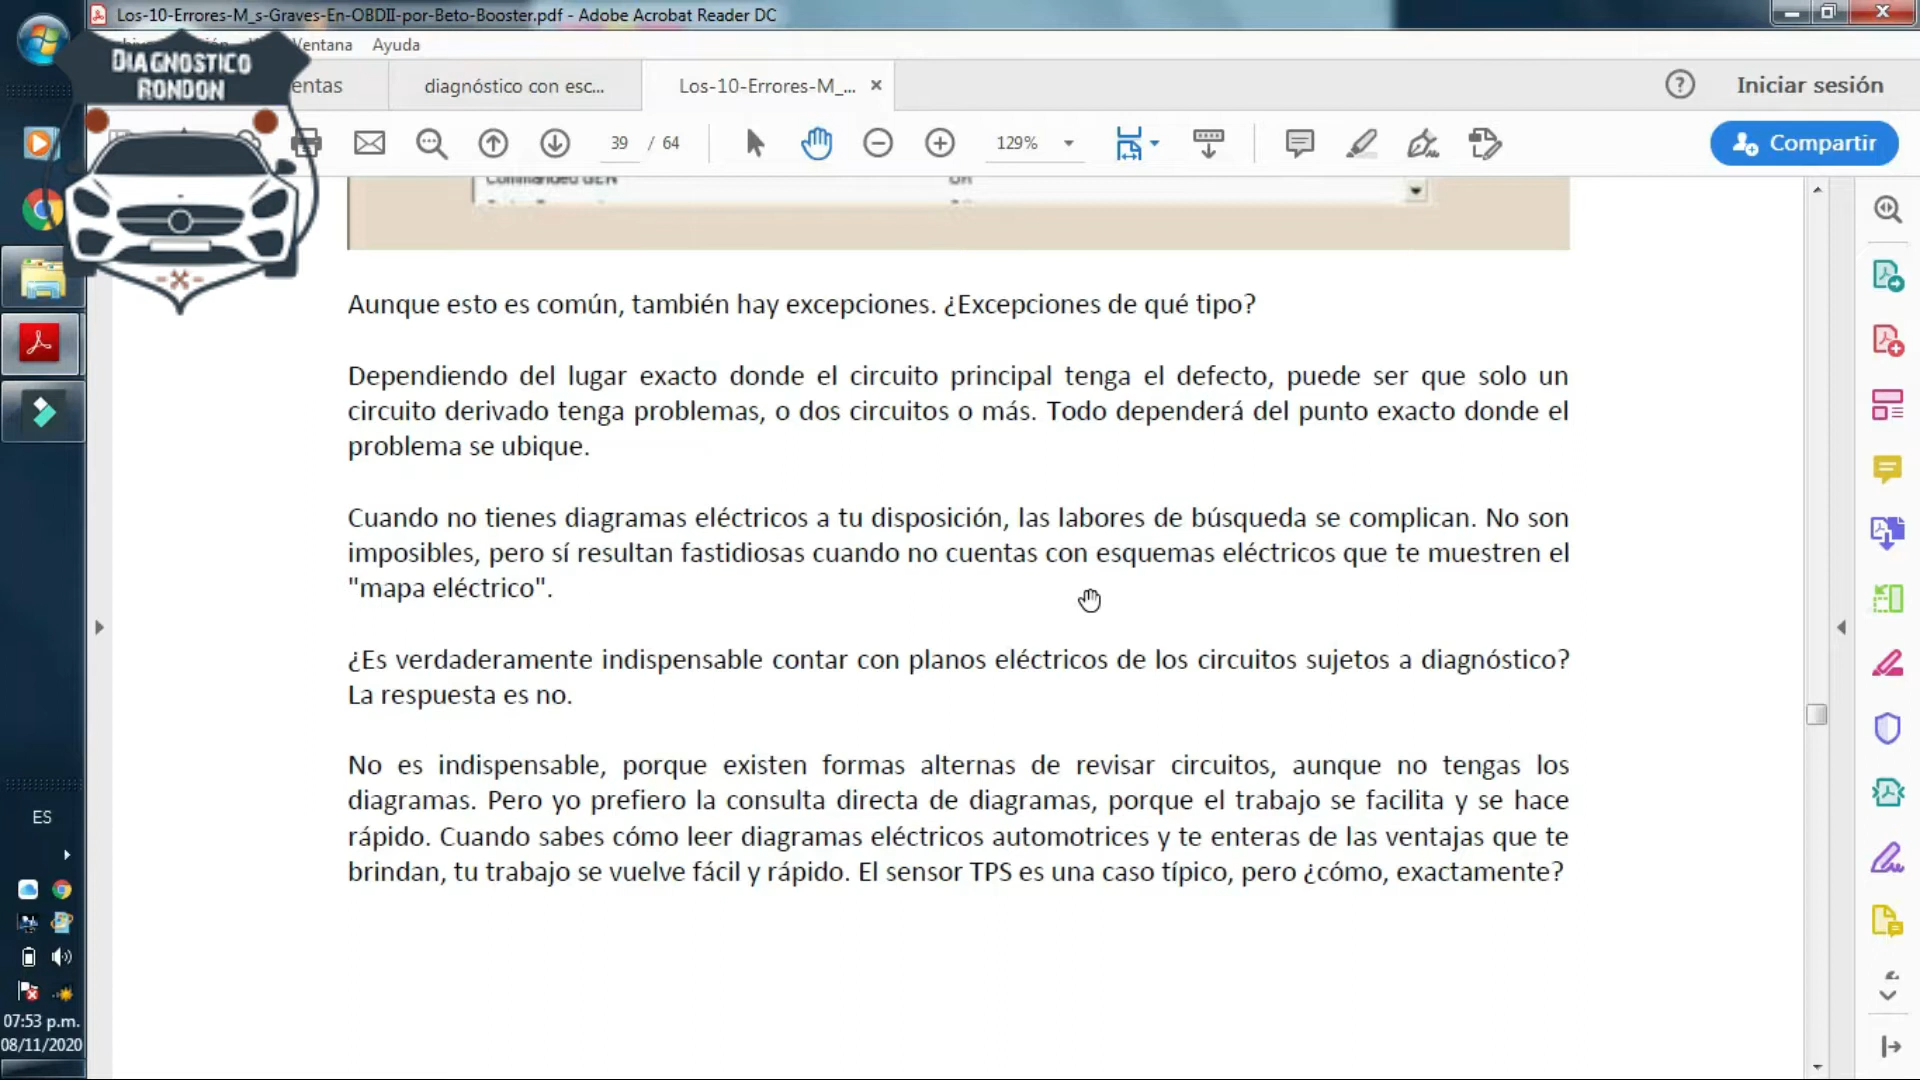 Los-10-Errores-M_s-Graves-En-OBDII-por-Beto-Booster.pdf - Adobe Acrobat Reader DC
Ventana Ayuda
DIAGNOSTICO
RONDON
entas
diagnóstico con esc...
Los-10-Errores-M_...
Iniciar sesión
39 / 64
129%
Compartir
Commanded GEN
On
Aunque esto es común, también hay excepciones. ¿Excepciones de qué tipo?
Dependiendo del lugar exacto donde el circuito principal tenga el defecto, puede ser que solo un
circuito derivado tenga problemas, o dos circuitos o más. Todo dependerá del punto exacto donde el
problema se ubique.
Cuando no tienes diagramas eléctricos a tu disposición, las labores de búsqueda se complican. No son
imposibles, pero sí resultan fastidiosas cuando no cuentas con esquemas eléctricos que te muestren el
"mapa eléctrico".
¿Es verdaderamente indispensable contar con planos eléctricos de los circuitos sujetos a diagnóstico?
La respuesta es no.
No es indispensable, porque existen formas alternas de revisar circuitos, aunque no tengas los
diagramas. Pero yo prefiero la consulta directa de diagramas, porque el trabajo se facilita y se hace
rápido. Cuando sabes cómo leer diagramas eléctricos automotrices y te enteras de las ventajas que te
brindan, tu trabajo se vuelve fácil y rápido. El sensor TPS es una caso típico, pero ¿cómo, exactamente?
ES
07:53 p.m.
08/11/2020